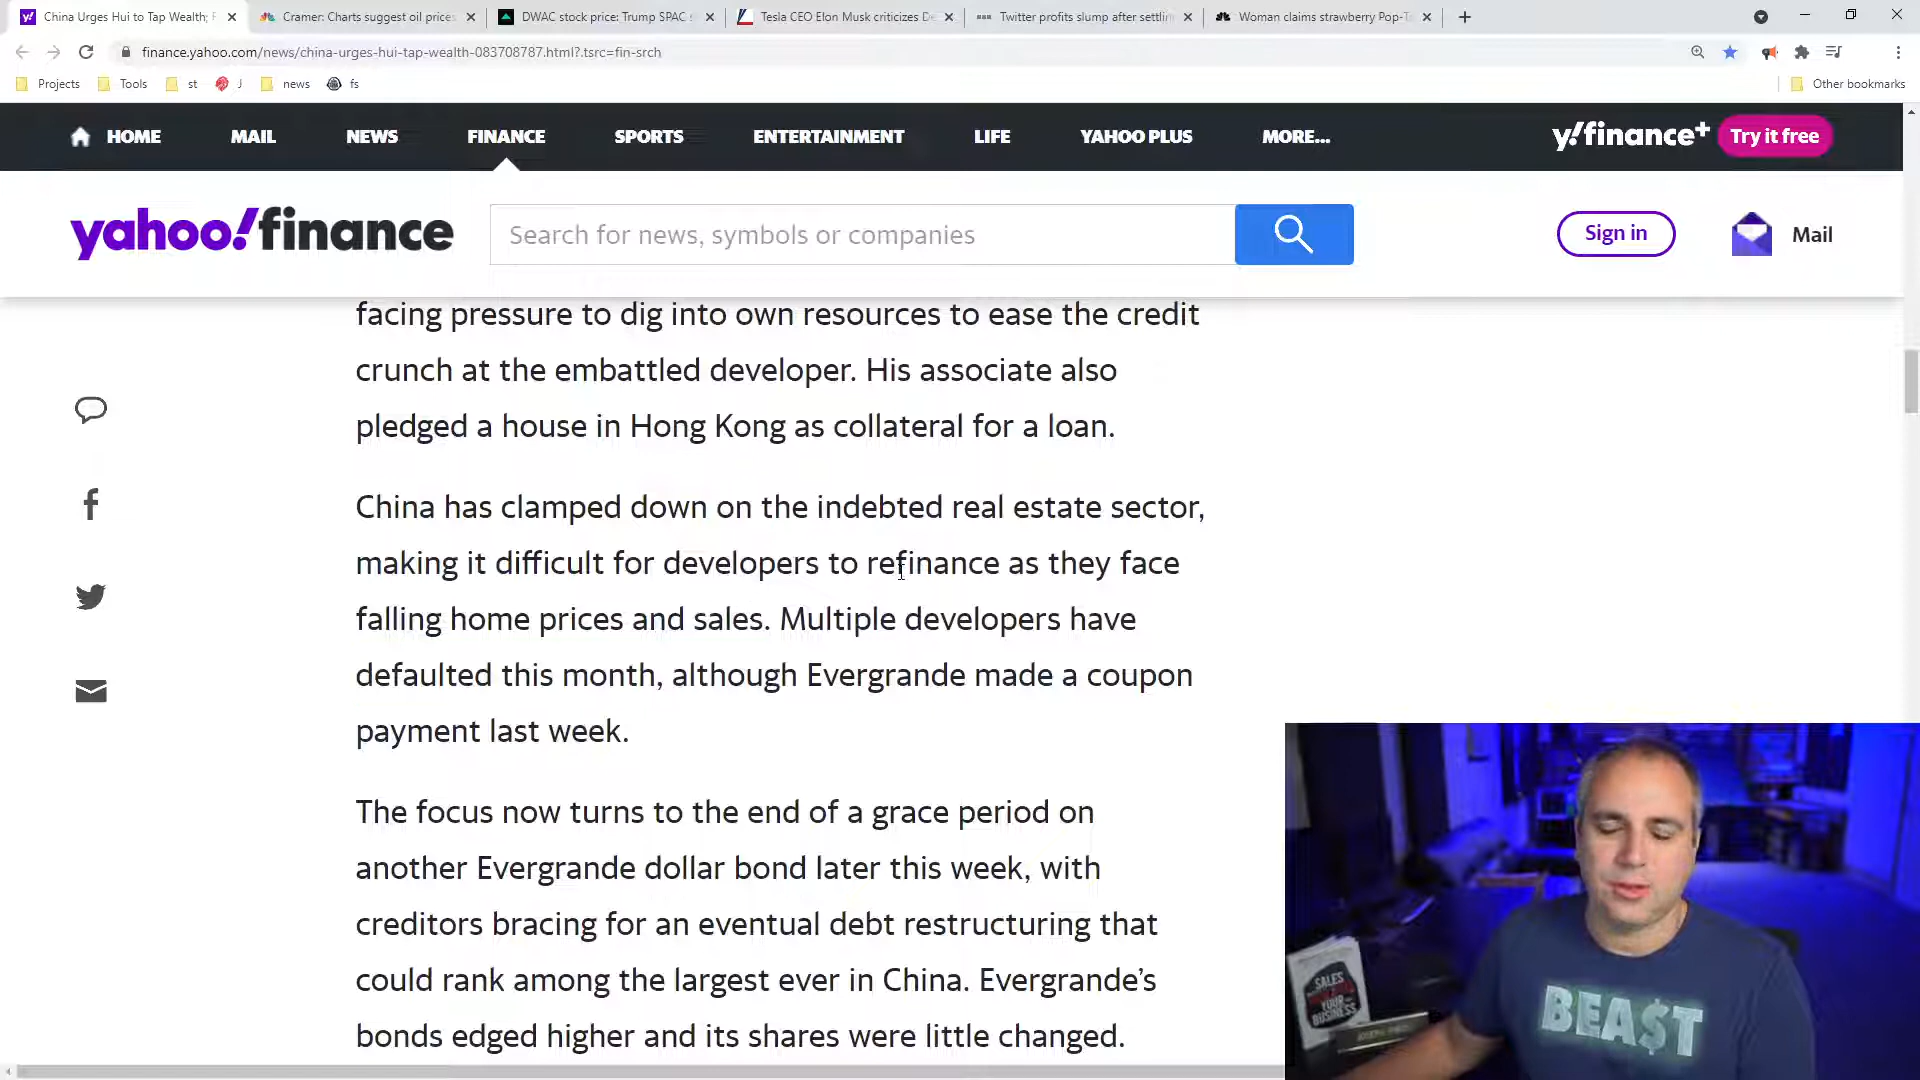 China Urges Hui to Tap Wealth; F
Cramer: Charts suggest oil prices
DWAC stock price: Trump SPAC s
Tesla CEO Elon Musk criticizes De
Twitter profits slump after settlin
Woman claims strawberry Pop-T
finance.yahoo.com/news/china-urges-hui-tap-wealth-083708787.html?.tsrc=fin-srch
Projects
Tools
st
J
news
fs
Other bookmarks
HOME
MAIL
NEWS
FINANCE
SPORTS
ENTERTAINMENT
LIFE
YAHOO PLUS
MORE...
y!finance+
Try it free
yahoo!finance
Search for news, symbols or companies
Sign in
Mail
facing pressure to dig into own resources to ease the credit
crunch at the embattled developer. His associate also
pledged a house in Hong Kong as collateral for a loan.
China has clamped down on the indebted real estate sector,
making it difficult for developers to refinance as they face
falling home prices and sales. Multiple developers have
defaulted this month, although Evergrande made a coupon
payment last week.
The focus now turns to the end of a grace period on
another Evergrande dollar bond later this week, with
creditors bracing for an eventual debt restructuring that
could rank among the largest ever in China. Evergrande's
bonds edged higher and its shares were little changed.
SALES
YOUR
BUSINESS
BEA$T